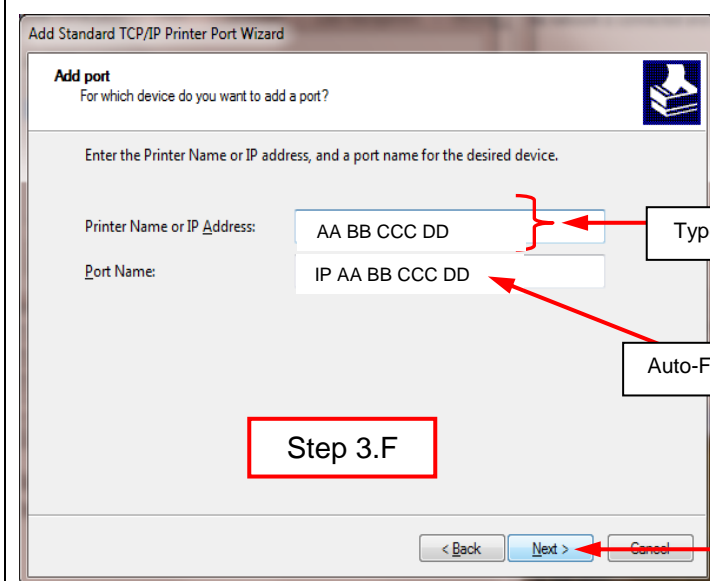 Add Standard TCP/IP Printer Port Wizard
Add port
For which device do you want to add a port?
Enter the Printer Name or IP address, and a port name for the desired device.
Printer Name or IP Address: AA BB CCC DD
Typ
Port Name: IP AA BB CCC DD
Auto-F
Step 3.F
< Back Next > Cancel